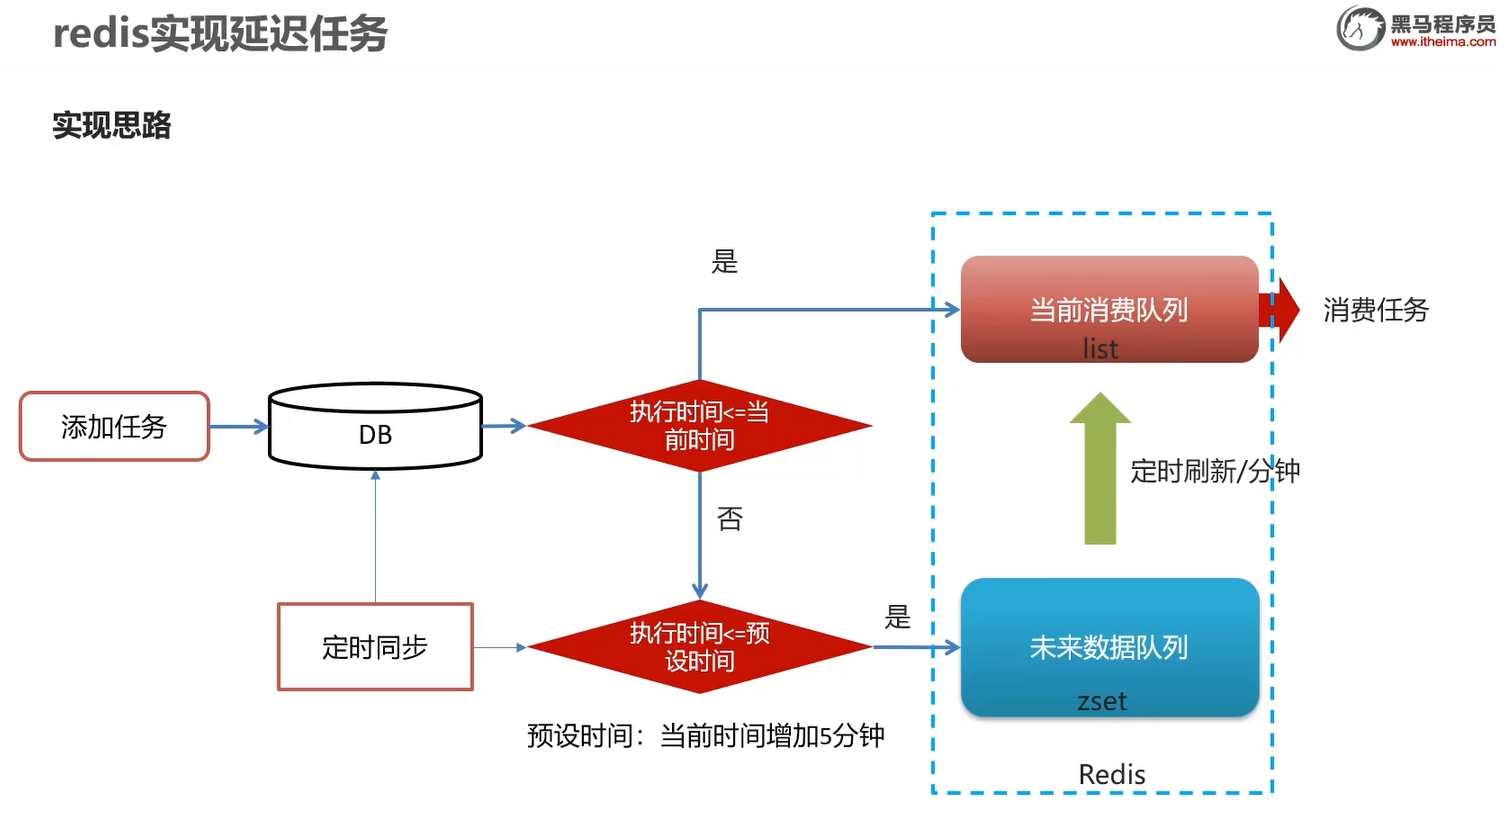 redis实现延迟任务
黑马程序员
www.itheima.com
实现思路
是
当前消费队列
list
消费任务
添加任务
DB
执行时间<=当
前时间
定时刷新/分钟
否
定时同步
执行时间<=预
设时间
是
未来数据队列
zset
预设时间：当前时间增加5分钟
Redis